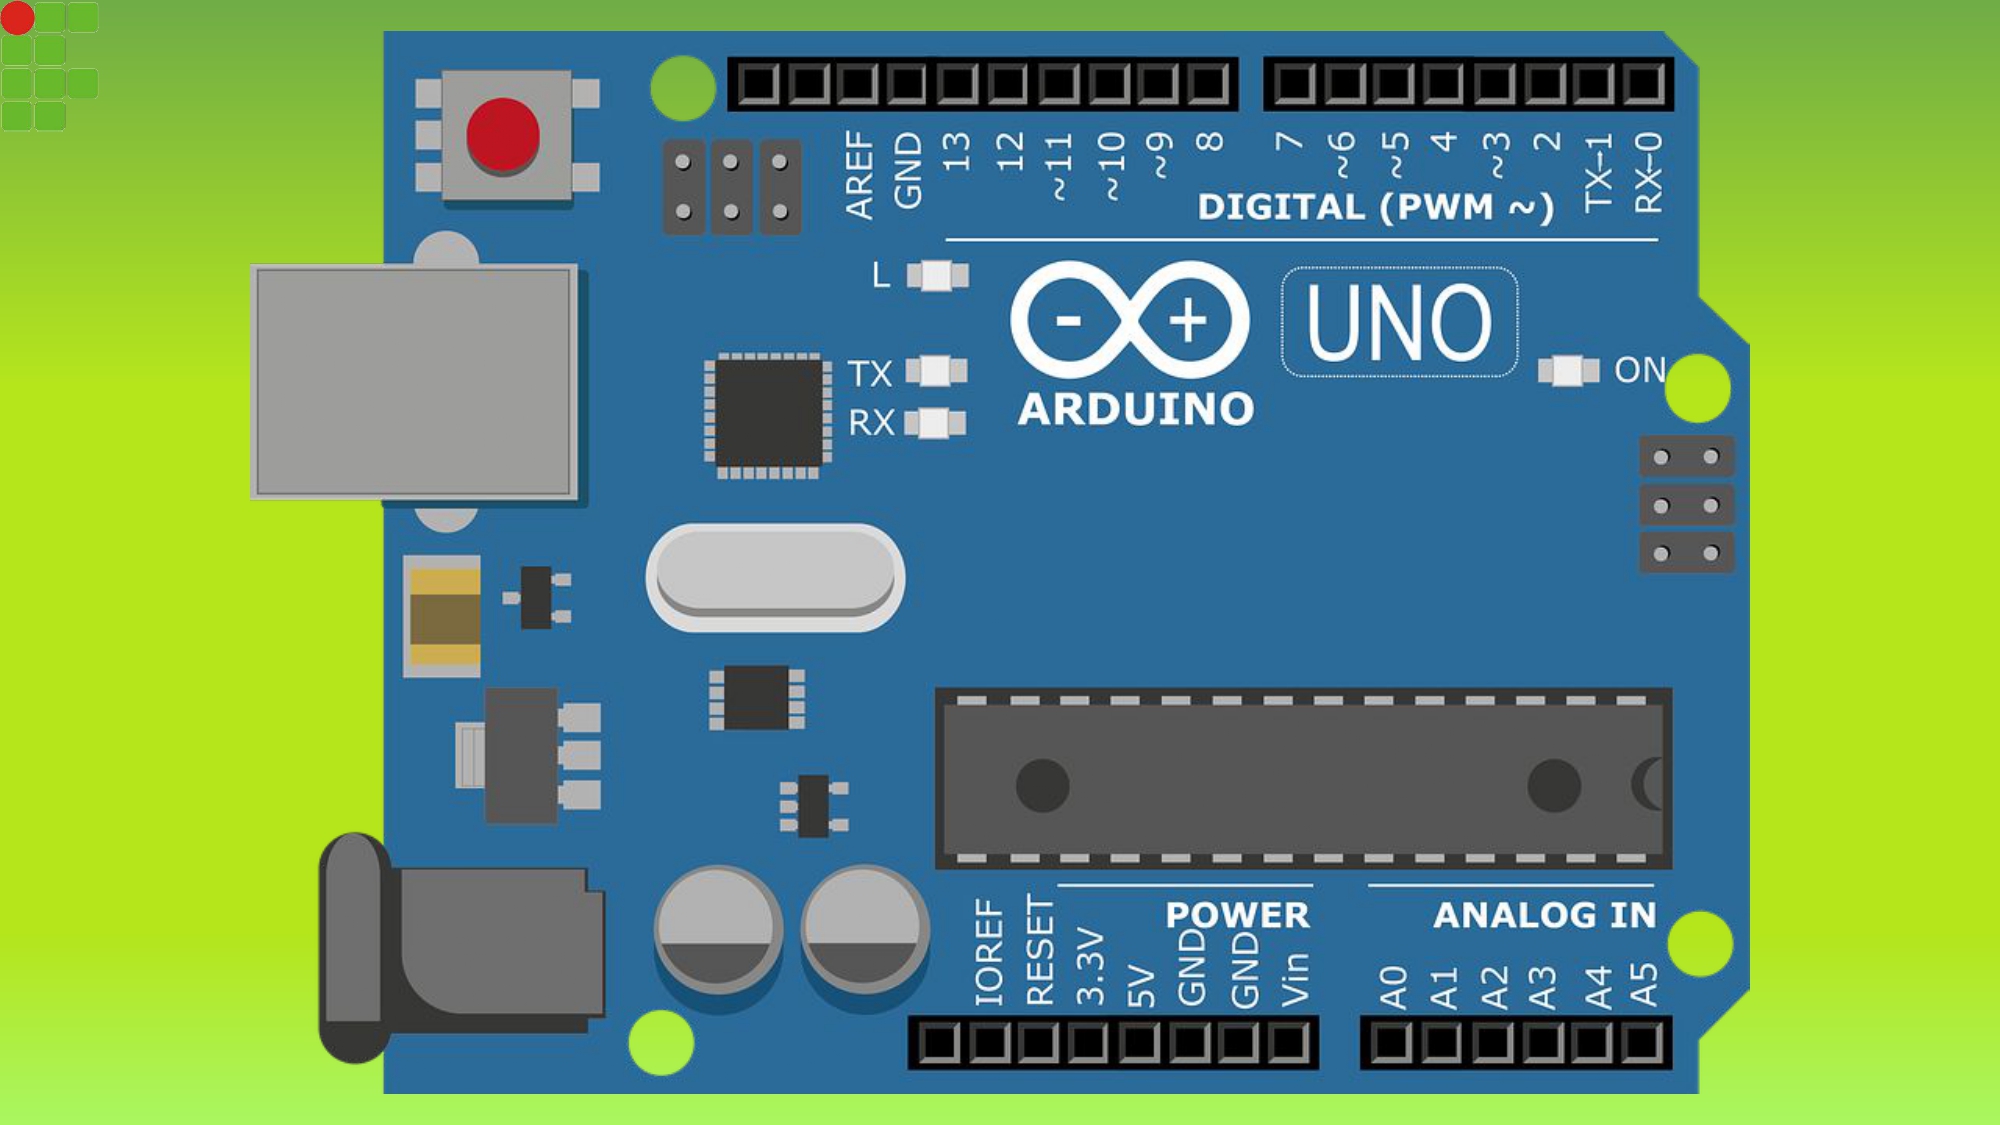 AREF GND 13 12 ~11 ~10 ~9 8 7 ~6 ~5 4 ~3 2 TX→1 RX←0
DIGITAL (PWM ~)
L
- +
UNO
TX
ON
RX
ARDUINO
POWER
ANALOG IN
IOREF RESET 3.3V 5V GND GND Vin A0 A1 A2 A3 A4 A5